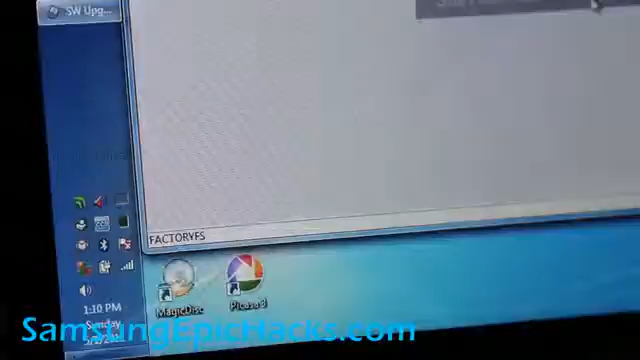 SW Upg...
FACTORYFS
MagicDisc
Picasa 3
1:10 PM
Sunday
SamsungEpicHacks.com